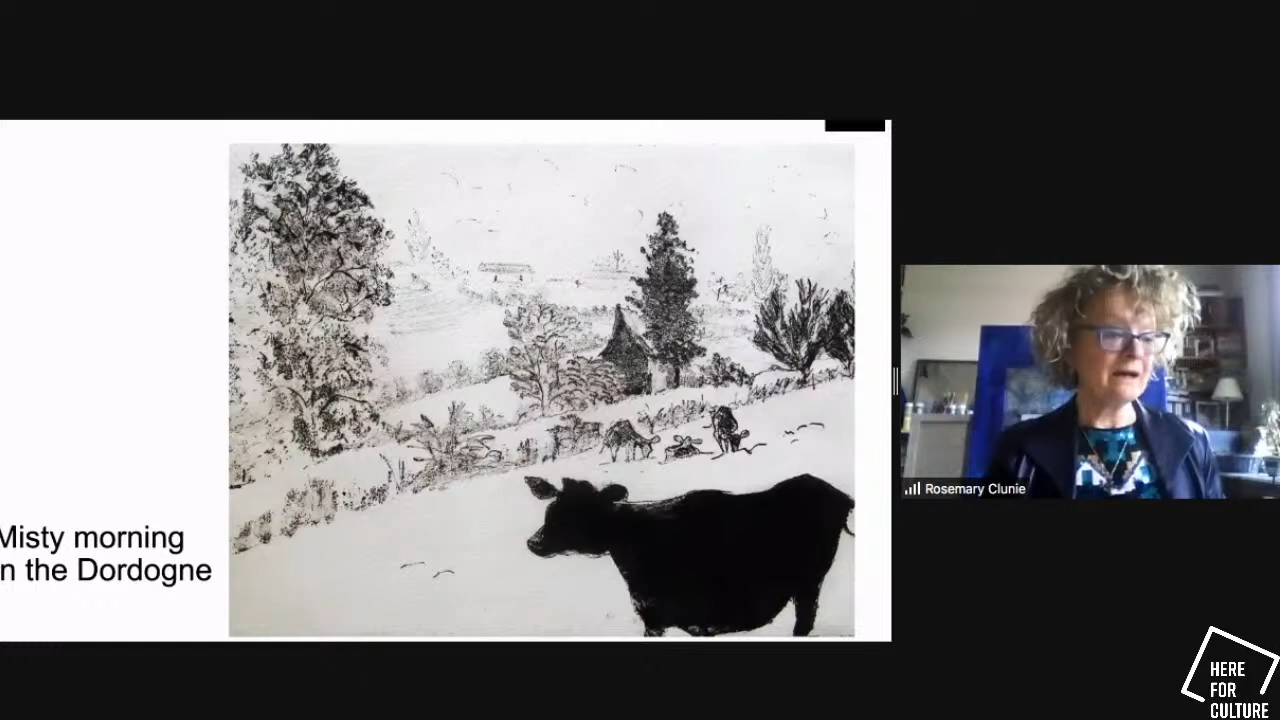 Misty morning
n the Dordogne
Rosemary Clunie
HERE
FOR
CULTURE